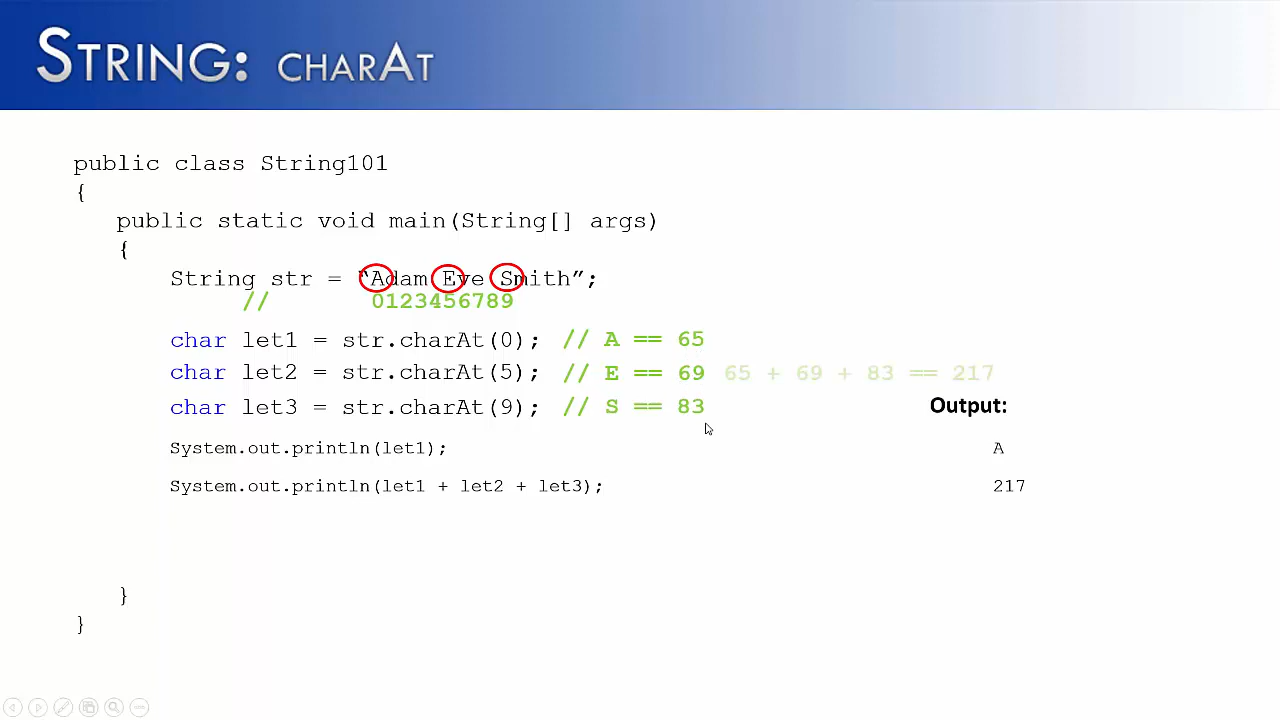 STRING: CHARAT
public class String101
{
public static void main(String[] args)
{
String str = “Adam Eve Smith”;
// 0123456789
char let1 = str.charAt(0); // A == 65
char let2 = str.charAt(5); // E == 69 65 + 69 + 83 == 217
char let3 = str.charAt(9); // S == 83
Output:
System.out.println(let1); A
System.out.println(let1 + let2 + let3); 217
}
}